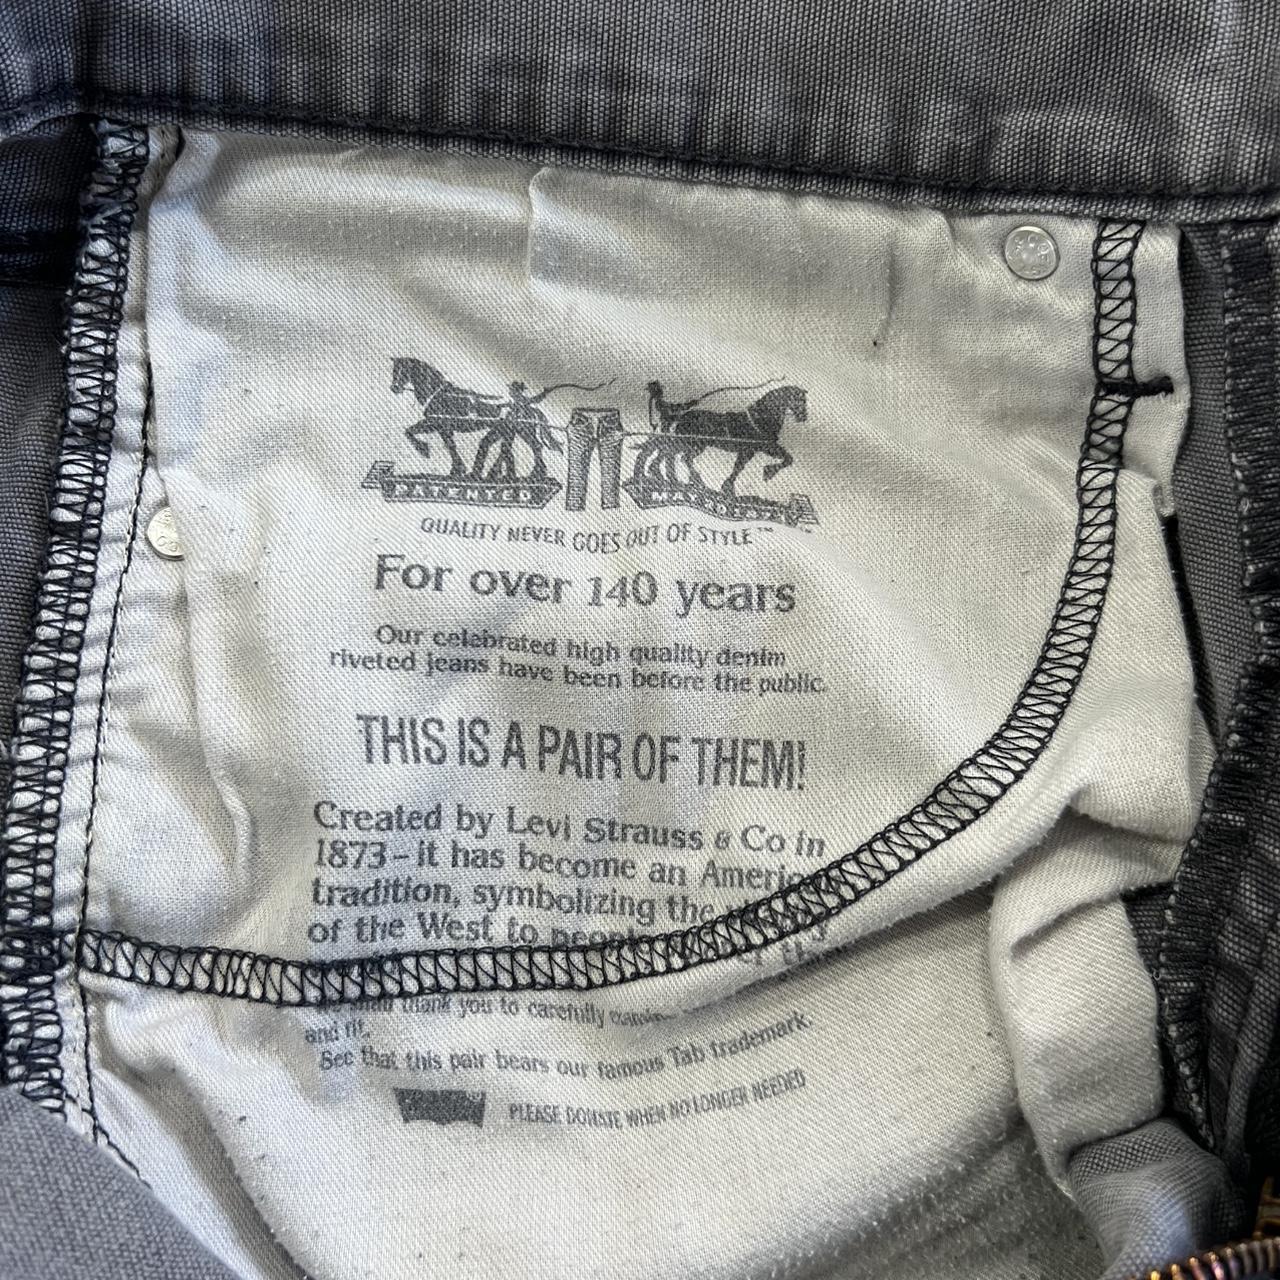 PATENTED
MAY
QUALITY NEVER GOES OUT OF STYLE™
For over 140 years
Our celebrated high quality denim
riveted jeans have been before the public.
THIS IS A PAIR OF THEM!
Created by Levi Strauss & Co in
1873 – it has become an
tradition, symbolizing the
of the West to
thank you to carefully
and fit.
See that this pair bears our famous Tab trademark.
PLEASE DONATE WHEN NO LONGER NEEDED